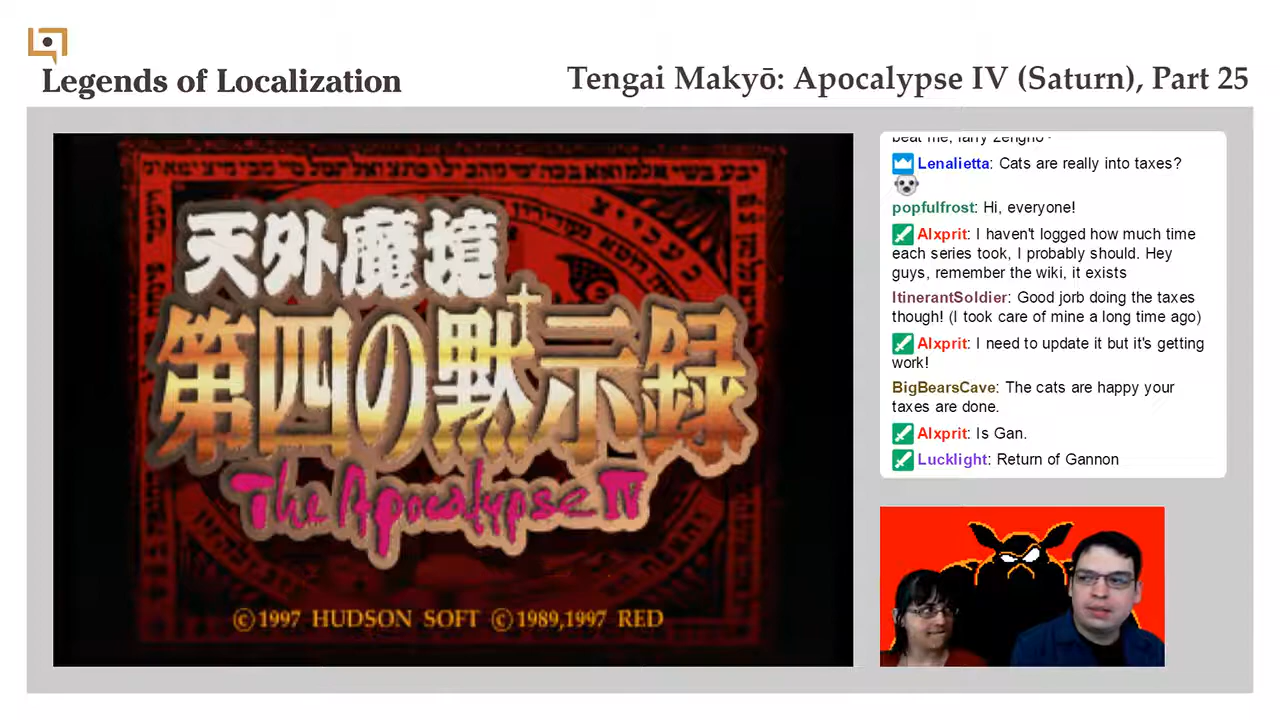 Legends of Localization
Tengai Makyō: Apocalypse IV (Saturn), Part 25
天外魔境
第四の黙示録
The Apocalypse IV
©1997 HUDSON SOFT ©1989,1997 RED
Lenalietta: Cats are really into taxes?
popfulfrost: Hi, everyone!
Alxprit: I haven't logged how much time
each series took, I probably should. Hey
guys, remember the wiki, it exists
ItinerantSoldier: Good jorb doing the taxes
though! (I took care of mine a long time ago)
Alxprit: I need to update it but it's getting
work!
BigBearsCave: The cats are happy your
taxes are done.
Alxprit: Is Gan.
Lucklight: Return of Gannon